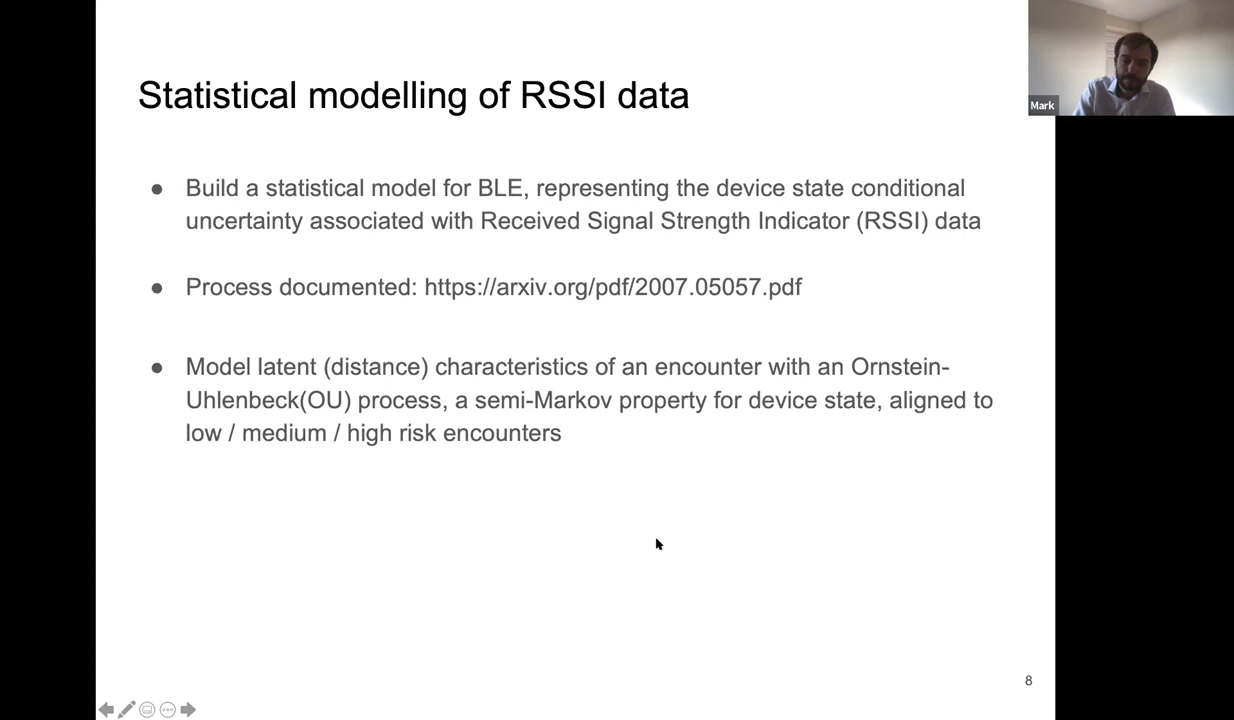 Statistical modelling of RSSI data
Mark
● Build a statistical model for BLE, representing the device state conditional
uncertainty associated with Received Signal Strength Indicator (RSSI) data
● Process documented: https://arxiv.org/pdf/2007.05057.pdf
● Model latent (distance) characteristics of an encounter with an Ornstein-
Uhlenbeck(OU) process, a semi-Markov property for device state, aligned to
low / medium / high risk encounters
8